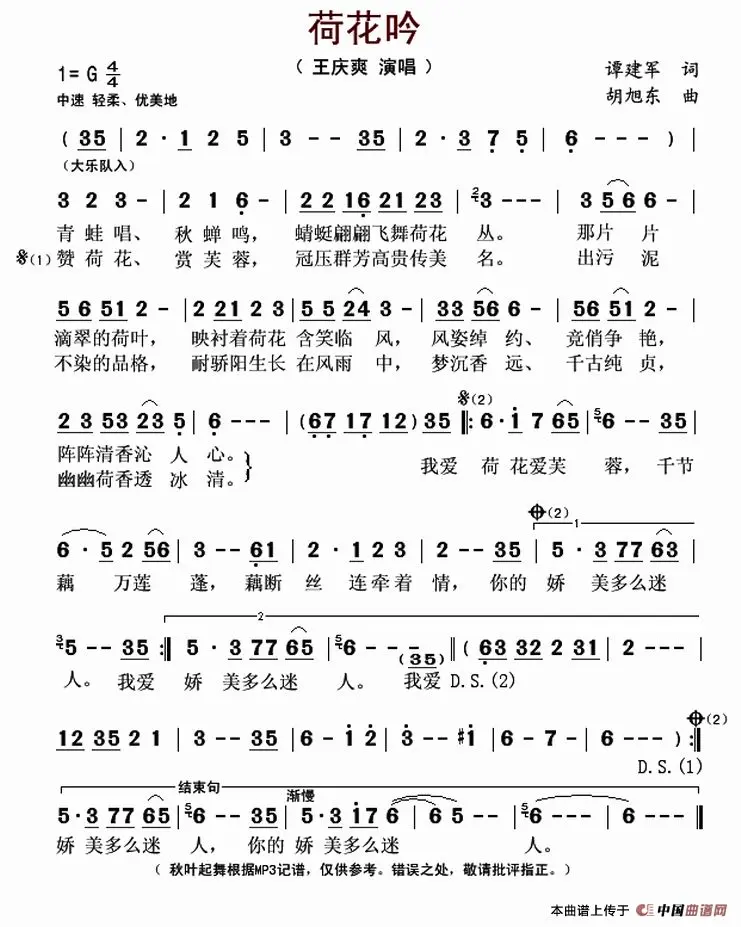 荷花吟
（ 王庆爽 演唱 ）
1= G 4/4
谭建军 词
中速 轻柔、优美地
胡旭东 曲
( 35 | 2 · 1 2 5 | 3 - - 35 | 2 · 3 7 5 | 6 - - - ) |
(大乐队入)
3 2 3 - | 2 1 6 - | 22 16 21 23 | 2 3 - - - | 3 56 6 - |
青 蛙 唱、 秋 蝉 鸣， 蜻蜓翩翩飞舞荷花 丛。 那片 片
(1) 赞 荷 花、 赏 芙 蓉， 冠压群芳高贵传美 名。 出污 泥
5 6 51 2 - | 2 21 2 3 | 5 5 24 3 - | 33 56 6 - | 56 51 2 - |
滴翠的荷叶， 映衬着荷花 含笑临 风， 风姿绰 约、 竞俏争 艳，
不染的品格， 耐骄阳生长 在风雨 中， 梦沉香 远、 千古纯 贞，
(2)
2 3 53 23 5 | 6 - - - | (67 17 12) 35 |: 6 · 1 7 65 | 5 6 - - 35 |
阵阵清香沁 人 心。
幽幽荷香透 冰 清。
我爱 荷 花爱芙 蓉， 千节
(2)
1
6 · 5 2 56 | 3 - - 61 | 2 3 1 3 | 2 - - 35 | 5 · 3 77 63 |
藕 万莲 蓬， 藕断 丝 连牵着 情， 你的 娇 美多么迷
2
3 5 - - 35 :| 5 · 3 77 65 | 5 6 - - - (35) || ( 63 32 2 31 | 2 - - - |
人。 我爱 娇 美多么迷 人。 我爱 D.S.(2)
(2)
12 35 2 1 | 3 - - 35 | 6 - 1 2 | 3 - - #1 | 6 - 7 - | 6 - - - ) :|
D.S.(1)
结束句
渐慢
5 · 3 77 65 | 5 6 - - 35 | 5 · 3 17 6 | 6 65 - - | 5 6 - - - | 6 - - - |
娇 美多么迷 人， 你的 娇 美多么迷 人。
（ 秋叶起舞根据MP3记谱，仅供参考。错误之处，敬请批评指正。）
本曲谱上传于 中国曲谱网